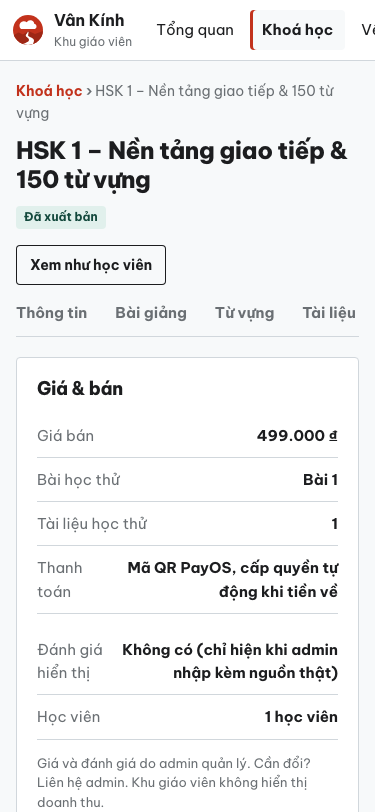 Vân Kính
Khu giáo viên
Tổng quan
Khoá học
Khoá học > HSK 1 – Nền tảng giao tiếp & 150 từ
vựng
HSK 1 – Nền tảng giao tiếp &
150 từ vựng
Đã xuất bản
Xem như học viên
Thông tin Bài giảng Từ vựng Tài liệu
Giá & bán
Giá bán 499.000 ₫
Bài học thử Bài 1
Tài liệu học thử 1
Thanh Mã QR PayOS, cấp quyền tự
toán động khi tiền về
Đánh giá Không có (chỉ hiện khi admin
hiển thị nhập kèm nguồn thật)
Học viên 1 học viên
Giá và đánh giá do admin quản lý. Cần đổi?
Liên hệ admin. Khu giáo viên không hiển thị
doanh thu.